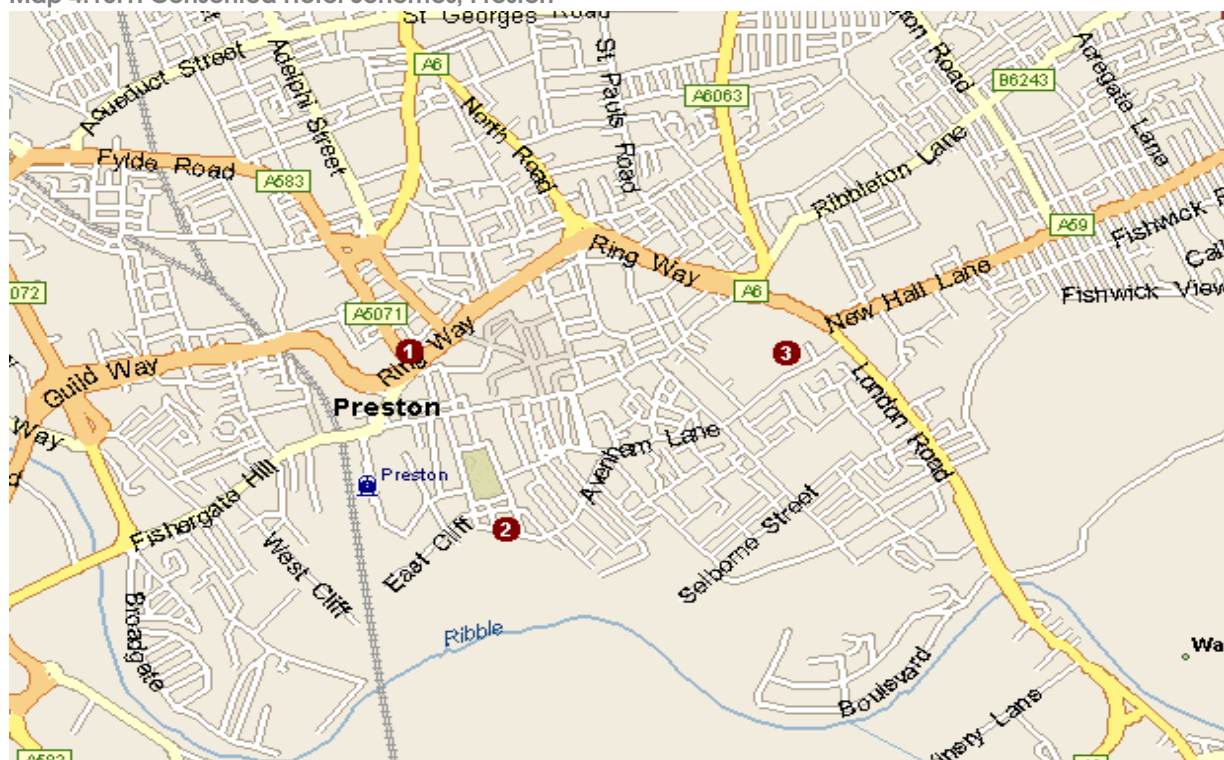 St Georges Road
Aqueduct Street
Adelphi Street
A6
North Road
St Pauls Road
A6063
B6243
Acregate Lane
Fylde Road
A583
Ribbleton Lane
A59
Ring Way
A6
New Hall Lane
Fishwick View
A5071
Ring Way
1
3
Guild Way
Preston
Way
London Road
Avenham Lane
Preston
Fishergate Hill
2
East Cliff
West Cliff
Selborne Street
Broadgate
Ribble
Boulevard
Wa
A582